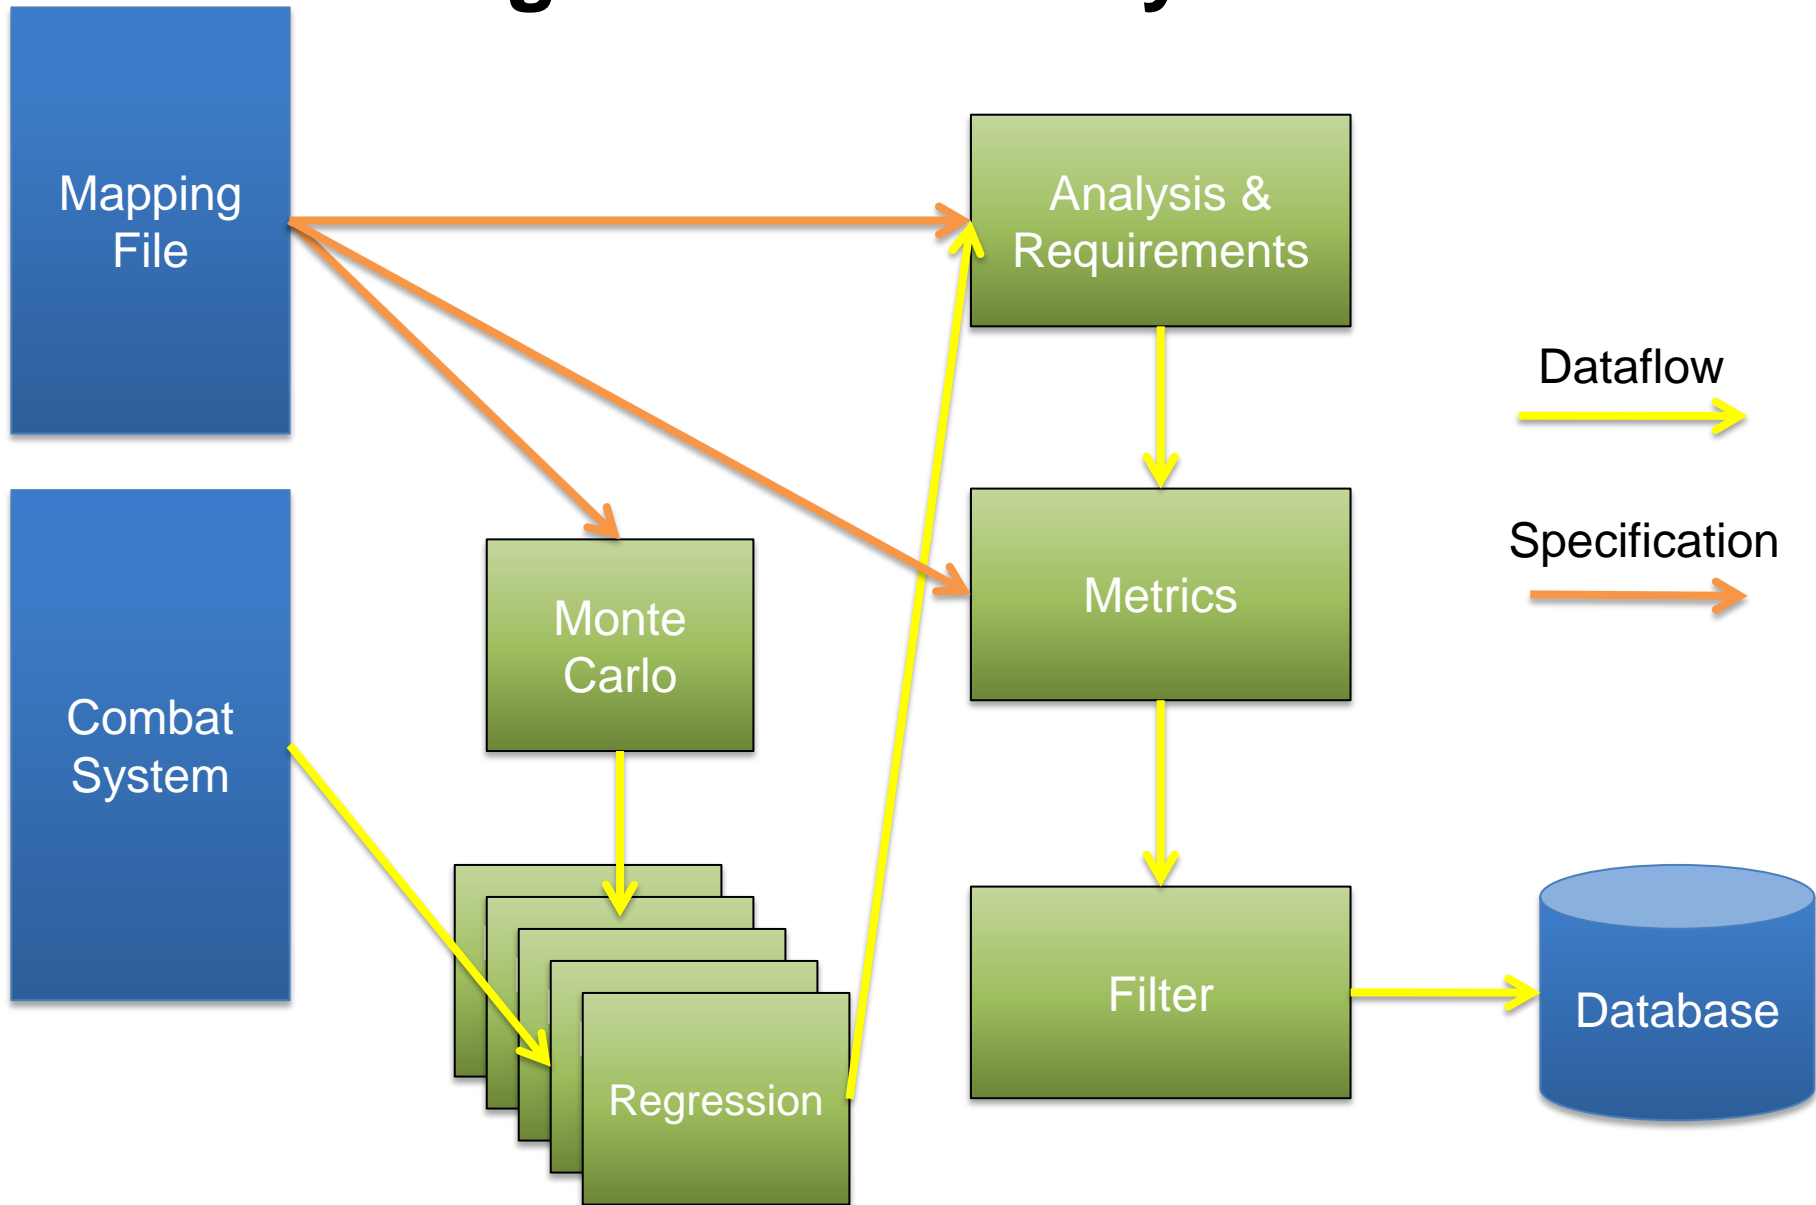 Mapping
File
Analysis &
Requirements
Dataflow
Specification
Metrics
Monte
Carlo
Combat
System
Filter
Database
Regression